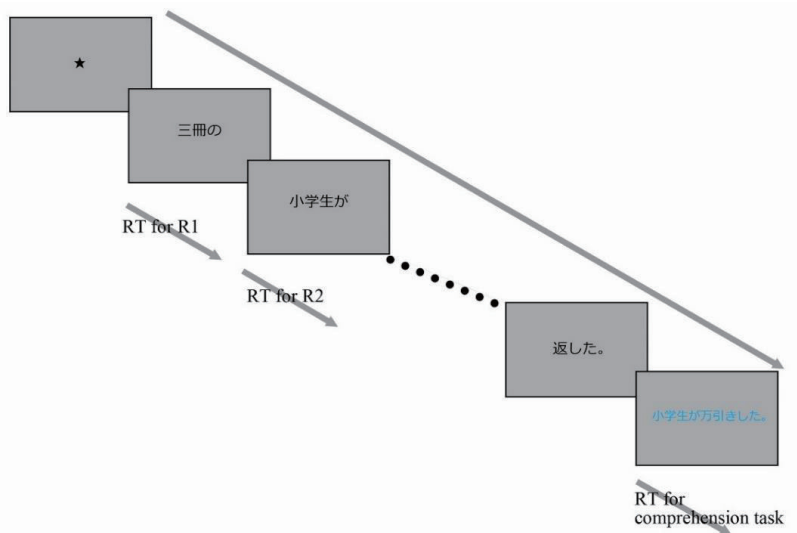 ★
三冊の
小学生が
RT for R1
RT for R2
返した。
小学生が万引きした。
RT for
comprehension task